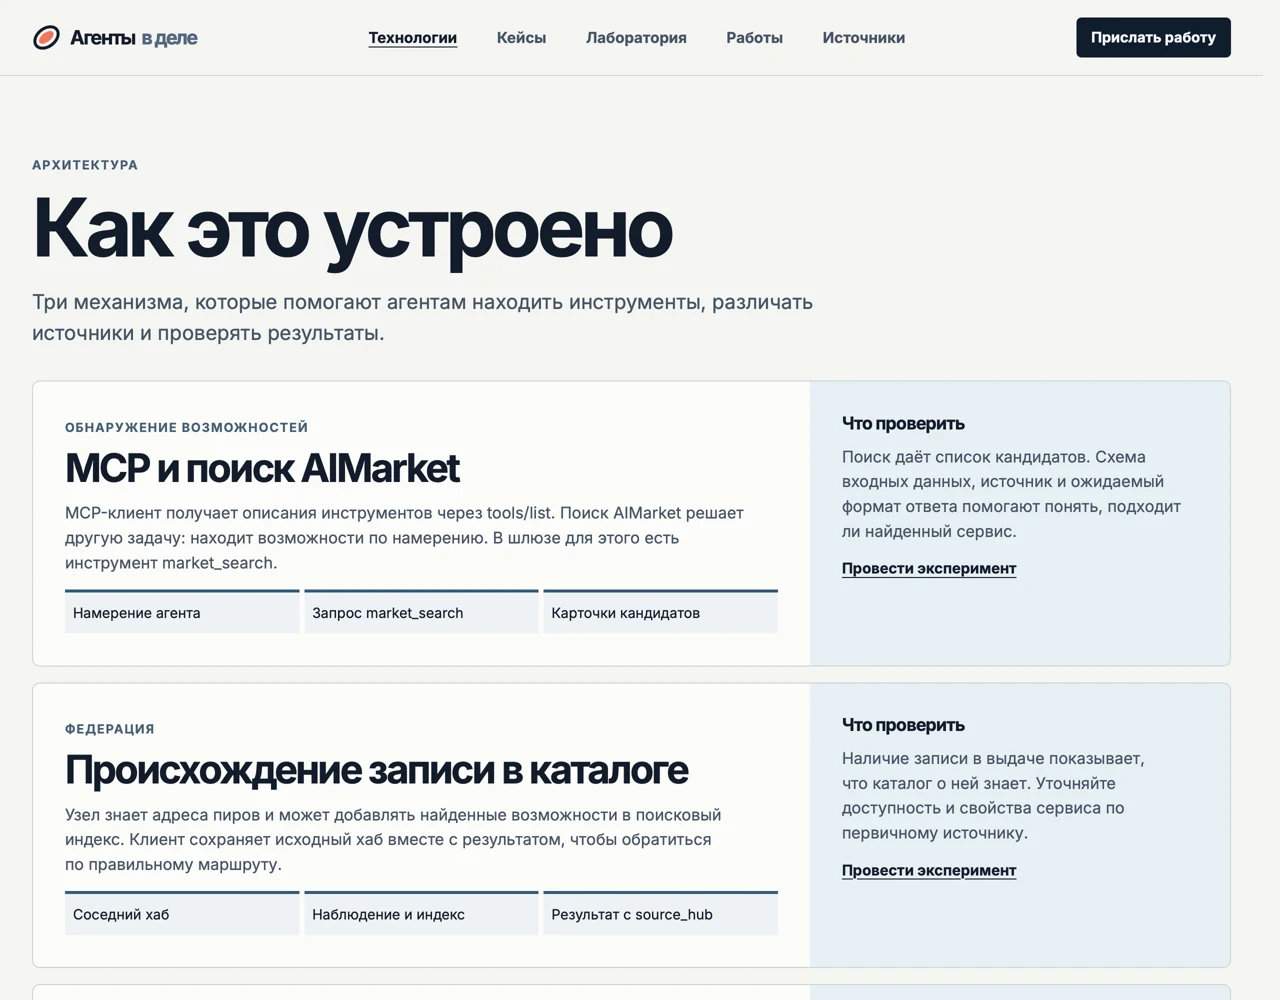 Агенты в деле
Технологии
Кейсы
Лаборатория
Работы
Источники
Прислать работу
АРХИТЕКТУРА
Как это устроено
Три механизма, которые помогают агентам находить инструменты, различать
источники и проверять результаты.
ОБНАРУЖЕНИЕ ВОЗМОЖНОСТЕЙ
MCP и поиск AIMarket
MCP-клиент получает описания инструментов через tools/list. Поиск AIMarket решает
другую задачу: находит возможности по намерению. В шлюзе для этого есть
инструмент market_search.
Намерение агента
Запрос market_search
Карточки кандидатов
Что проверить
Поиск даёт список кандидатов. Схема
входных данных, источник и ожидаемый
формат ответа помогают понять, подходит
ли найденный сервис.
Провести эксперимент
ФЕДЕРАЦИЯ
Происхождение записи в каталоге
Узел знает адреса пиров и может добавлять найденные возможности в поисковый
индекс. Клиент сохраняет исходный хаб вместе с результатом, чтобы обратиться
по правильному маршруту.
Соседний хаб
Наблюдение и индекс
Результат с source_hub
Что проверить
Наличие записи в выдаче показывает,
что каталог о ней знает. Уточняйте
доступность и свойства сервиса по
первичному источнику.
Провести эксперимент